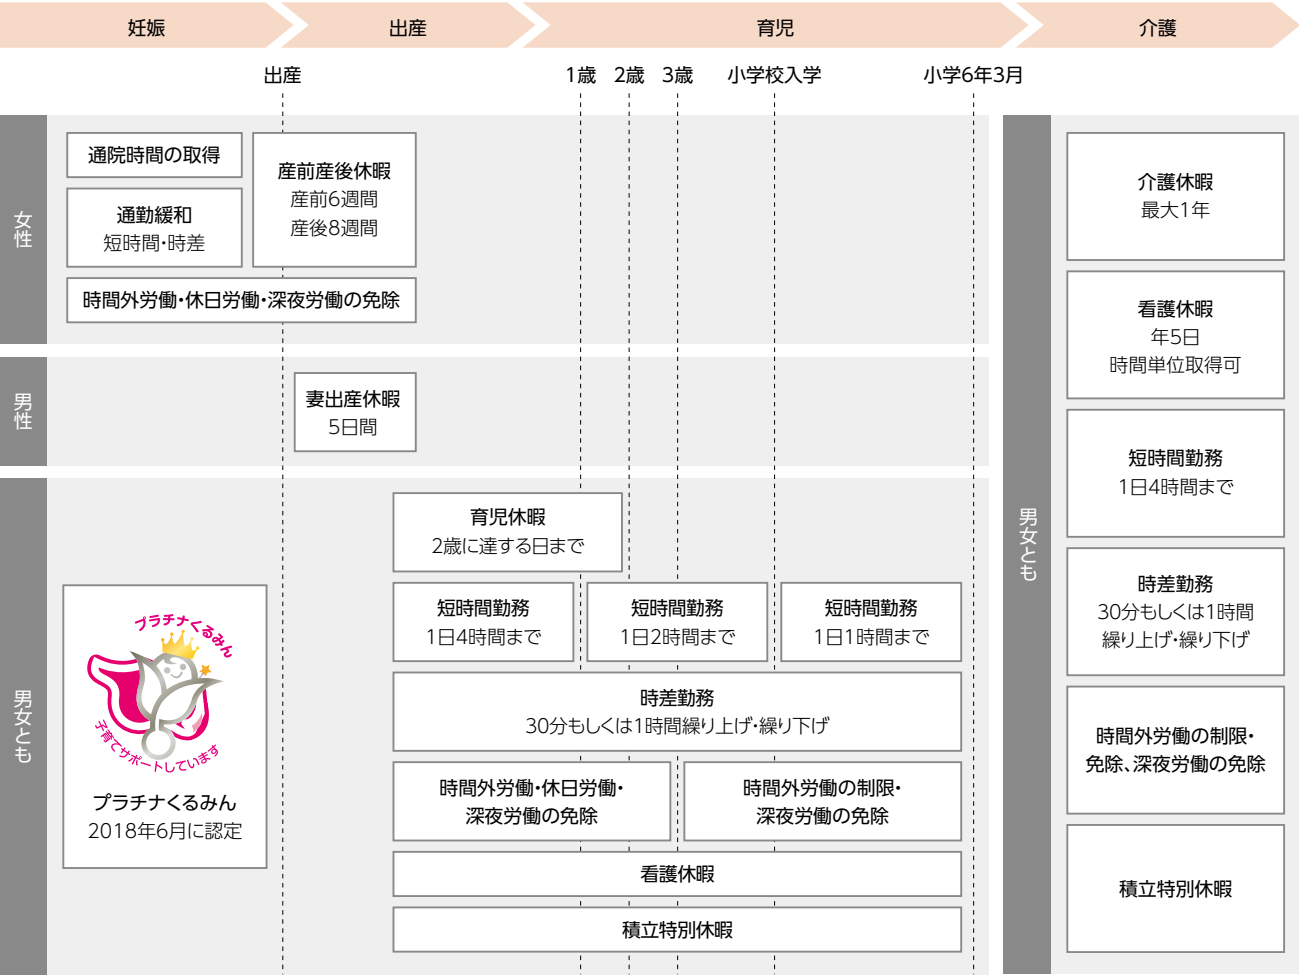 妊娠
出産
育児
介護
出産
1歳
2歳
3歳
小学校入学
小学6年3月
女性
通院時間の取得
通勤緩和
短時間・時差
産前産後休暇
産前6週間
産後8週間
時間外労働・休日労働・深夜労働の免除
男性
妻出産休暇
5日間
男女とも
プラチナくるみん
子育てサポートしています
プラチナくるみん
2018年6月に認定
育児休暇
2歳に達する日まで
短時間勤務
1日4時間まで
短時間勤務
1日2時間まで
短時間勤務
1日1時間まで
時差勤務
30分もしくは1時間繰り上げ・繰り下げ
時間外労働・休日労働・
深夜労働の免除
時間外労働の制限・
深夜労働の免除
看護休暇
積立特別休暇
男女とも
介護休暇
最大1年
看護休暇
年5日
時間単位取得可
短時間勤務
1日4時間まで
時差勤務
30分もしくは1時間
繰り上げ・繰り下げ
時間外労働の制限・
免除、深夜労働の免除
積立特別休暇